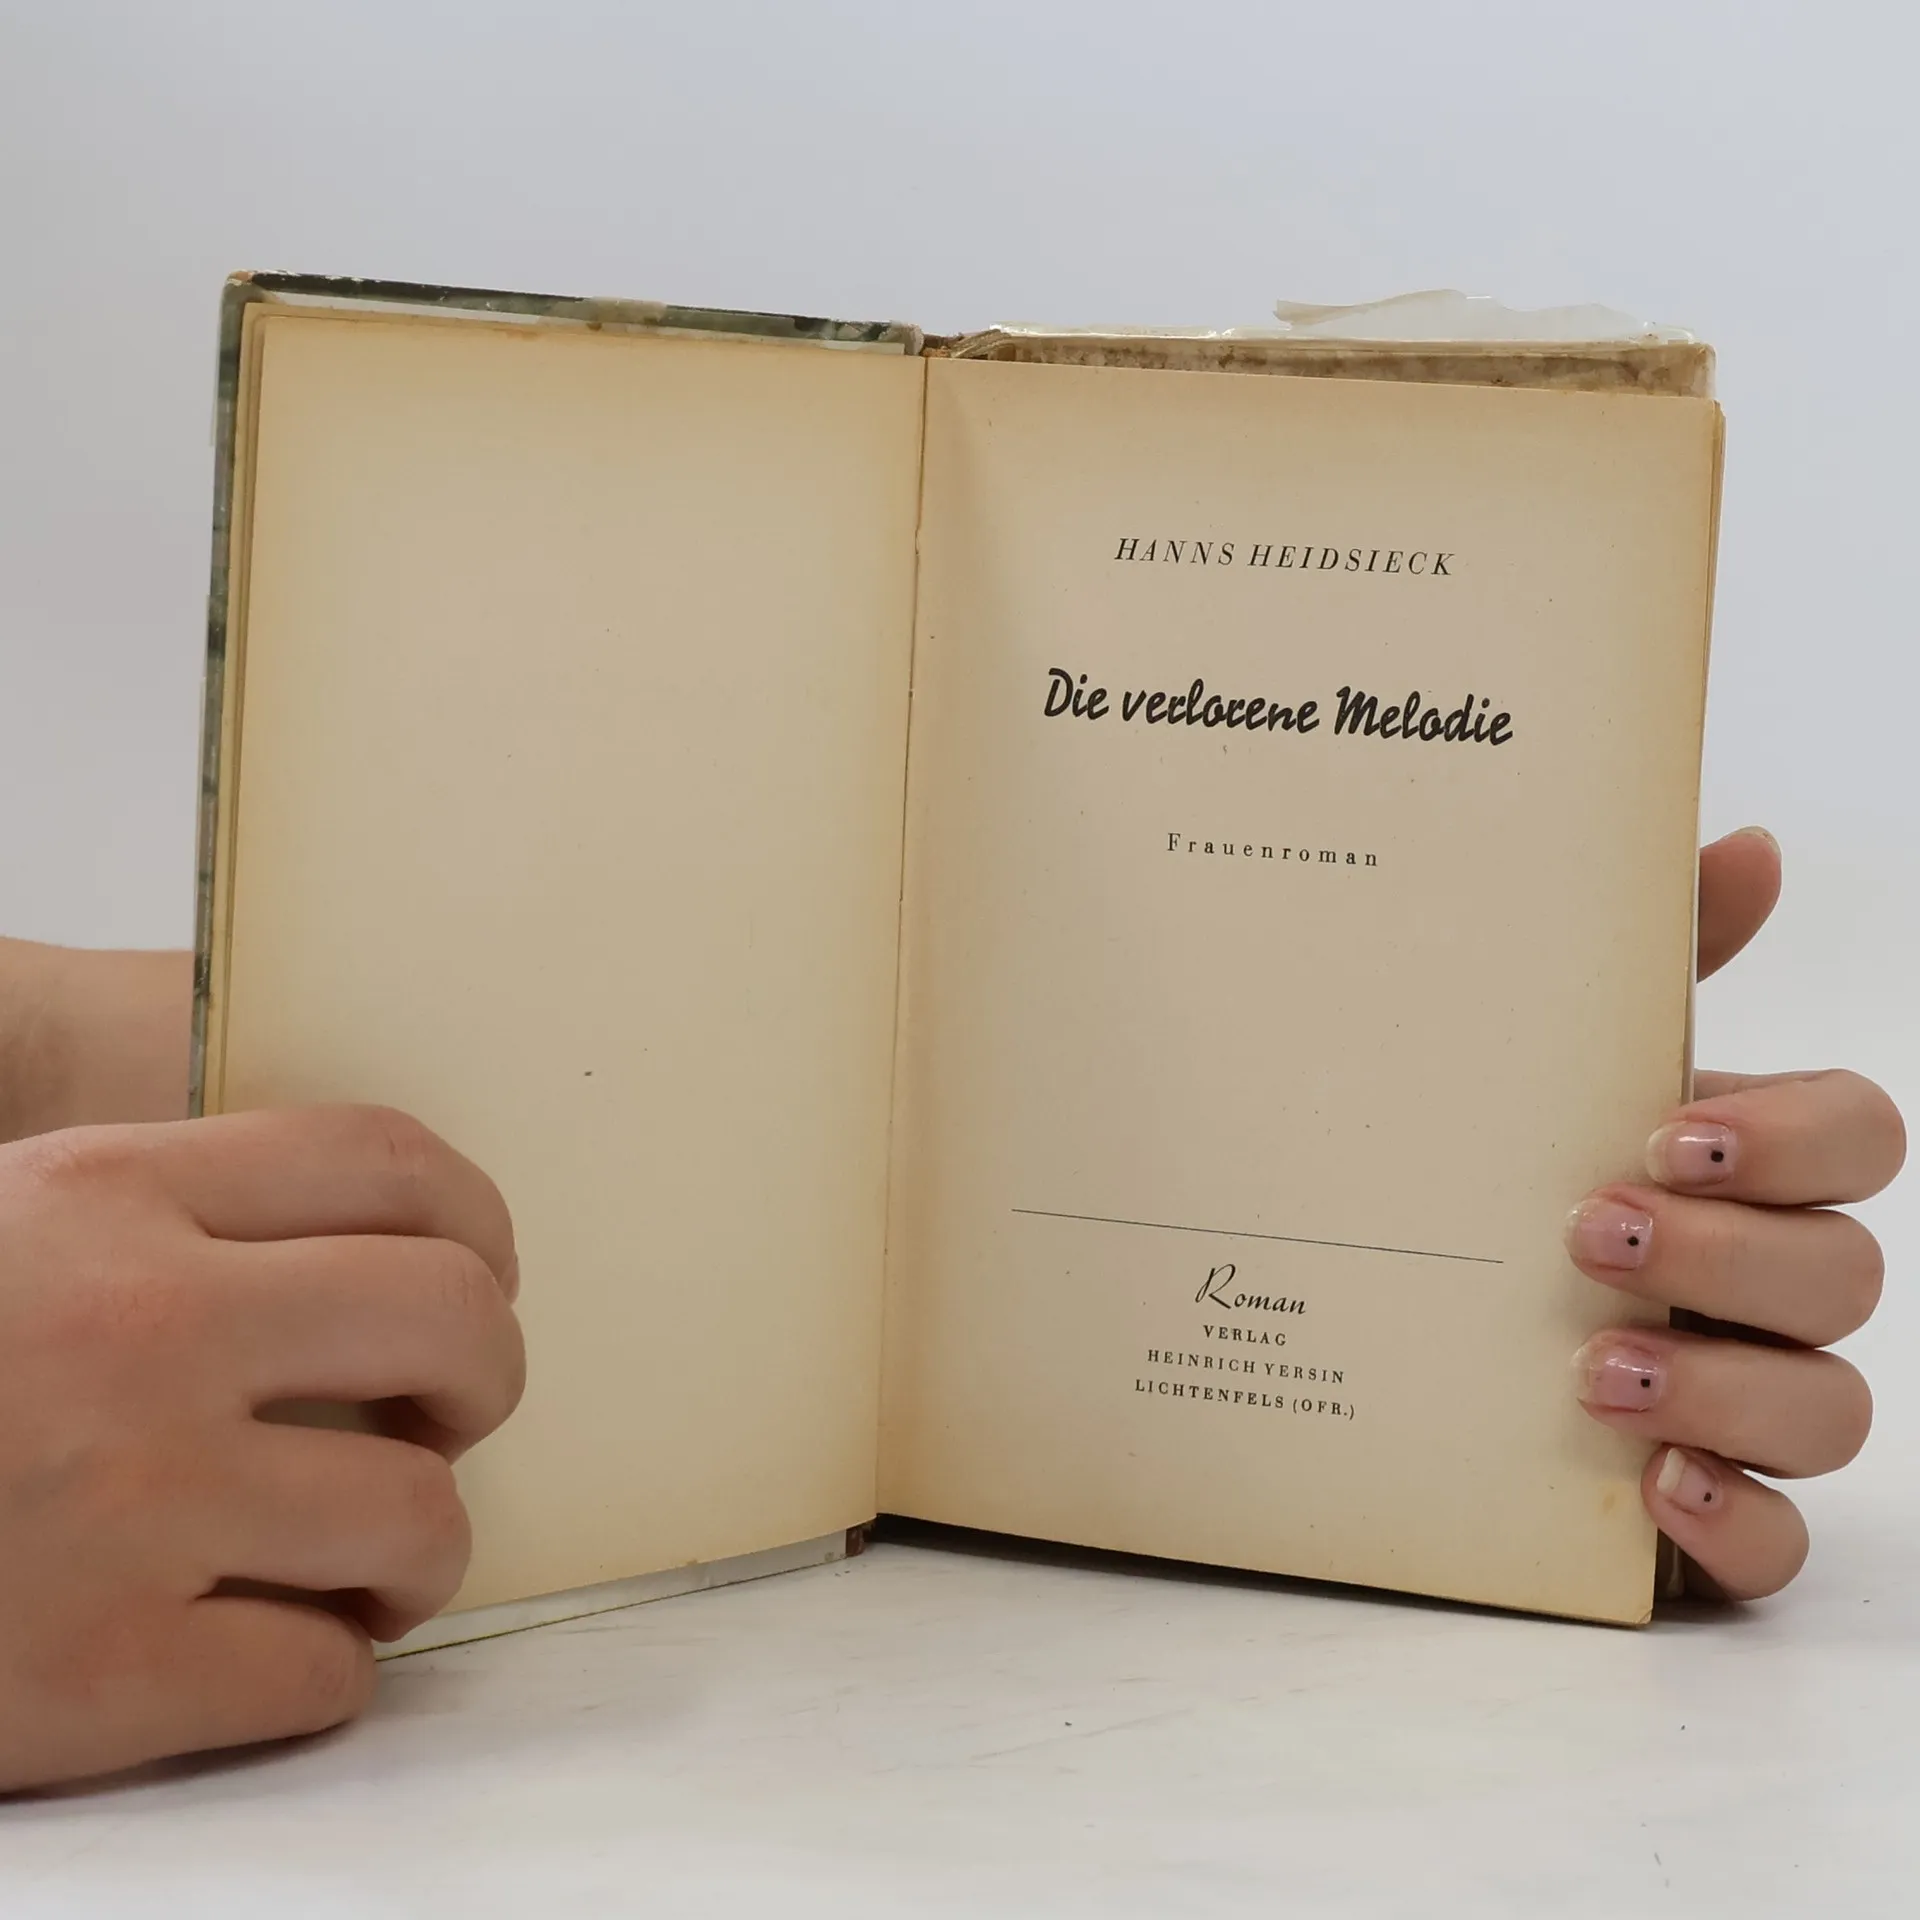 HANNS HEIDSIECK
Die verlorene Melodie
Frauenroman
Roman
VERLAG
HEINRICH YERSIN
LICHTENFELS (OFR.)